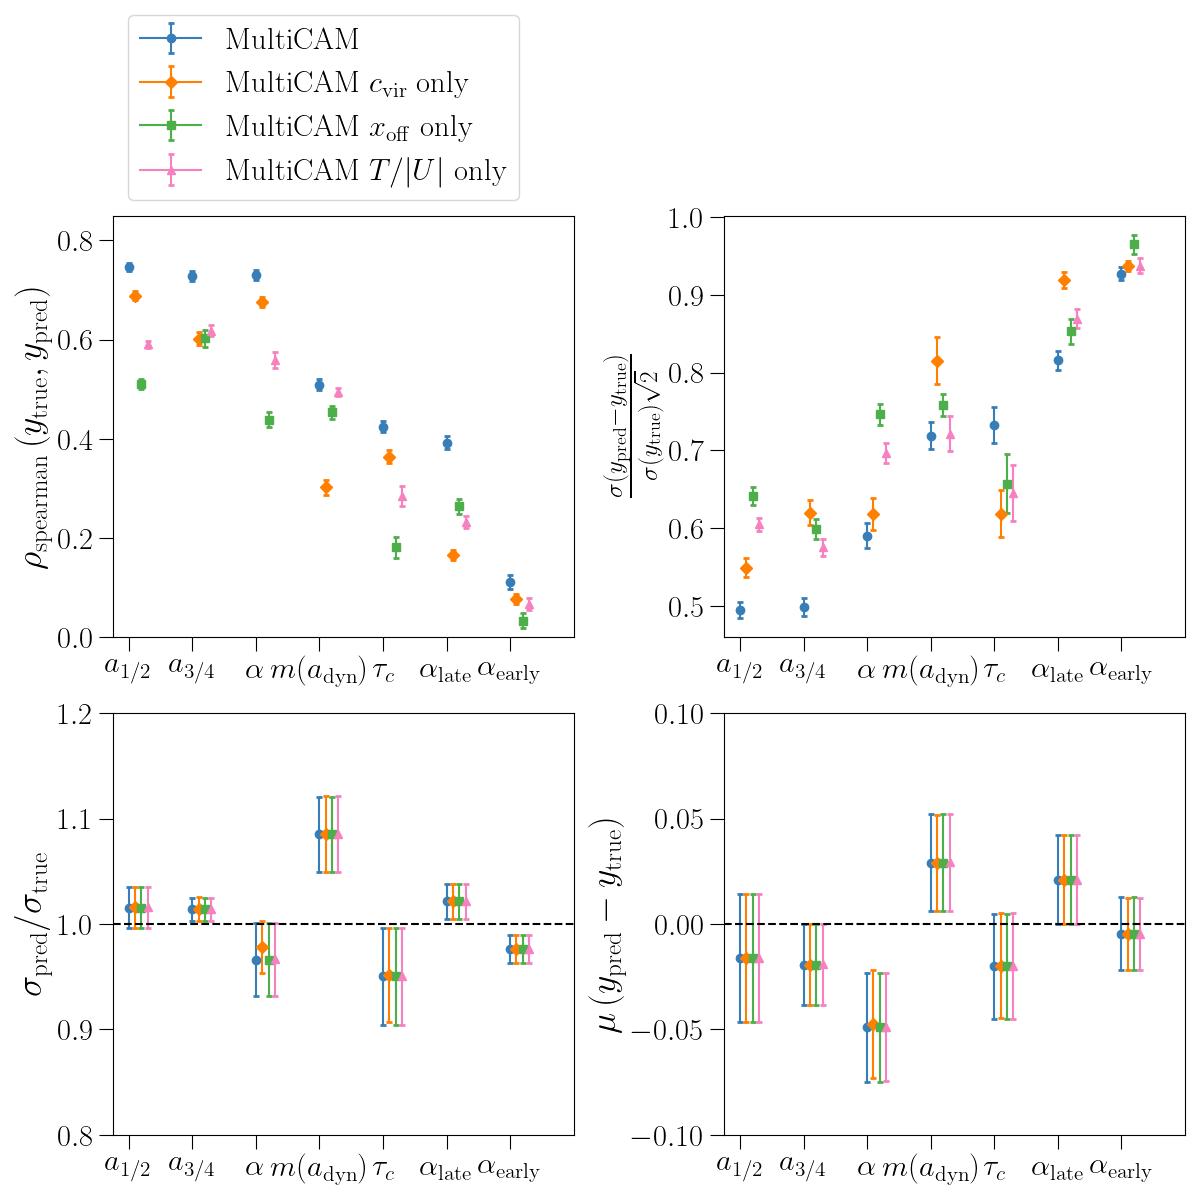 MultiCAM
MultiCAM c_vir only
MultiCAM x_off only
MultiCAM T/|U| only
ρ_spearman (y_true, y_pred)
0.8
0.6
0.4
0.2
0.0
a_1/2 a_3/4 α m(a_dyn) τ_c α_late α_early
σ(y_pred−y_true)
σ(y_true)√2
1.0
0.9
0.8
0.7
0.6
0.5
a_1/2 a_3/4 α m(a_dyn) τ_c α_late α_early
σ_pred/σ_true
1.2
1.1
1.0
0.9
0.8
a_1/2 a_3/4 α m(a_dyn) τ_c α_late α_early
μ (y_pred − y_true)
0.10
0.05
0.00
−0.05
−0.10
a_1/2 a_3/4 α m(a_dyn) τ_c α_late α_early